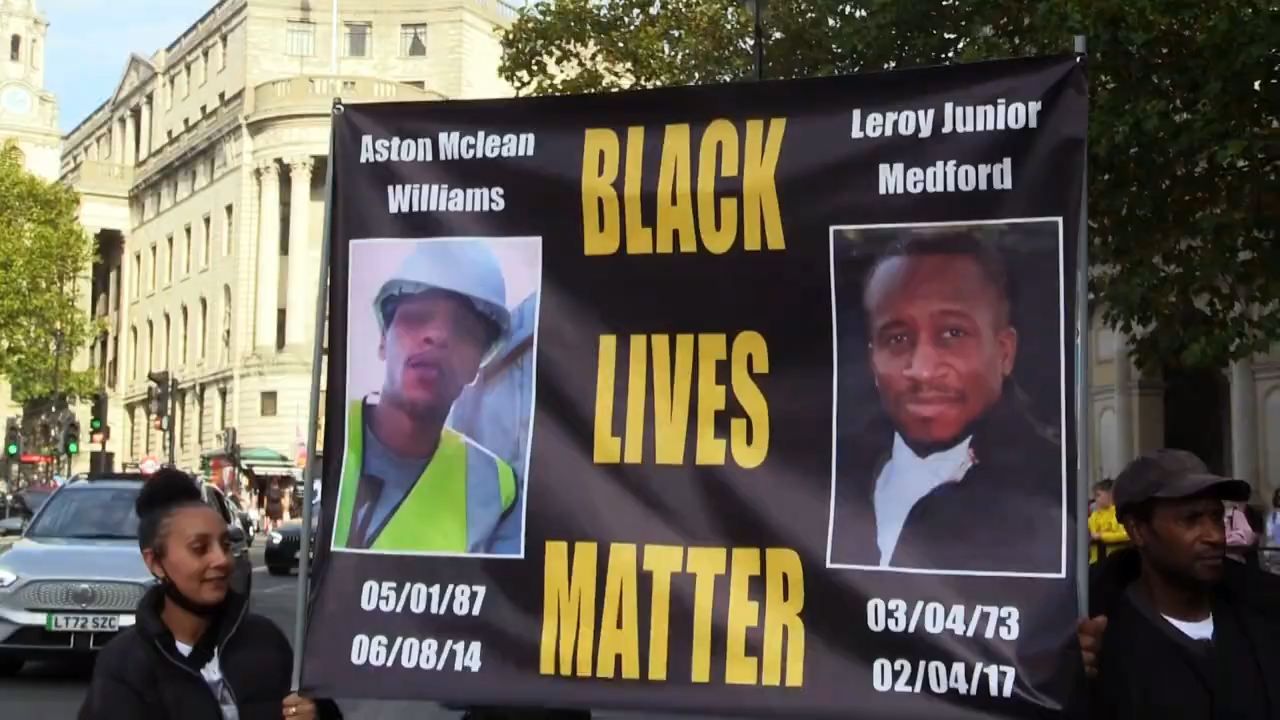 Aston Mclean
Williams
05/01/87
06/08/14
BLACK
LIVES
MATTER
Leroy Junior
Medford
03/04/73
02/04/17
LT72 SZC